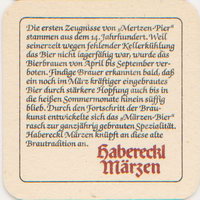 Die ersten Zeugnisse von „Mertzen-Pier"
stammen aus dem 14. Jahrhundert. Weil
seinerzeit wegen fehlender Kellerkühlung
das Bier nicht lagerfähig war, wurde das
Bierbrauen von April bis September ver-
boten. Findige Brauer erkannten bald, daß
ein noch im März kräftiger eingebrautes
Bier durch stärkere Hopfung auch bis in die
heißen Sommermonate hinein süffig
blieb. Durch den Fortschritt der Brau-
kunst entwickelte sich das „Märzen-Bier"
rasch zur ganzjährig gebrauten Spezialität.
Habereckl Märzen knüpft an diese alte
Brautradition an.
Habereckl
Märzen